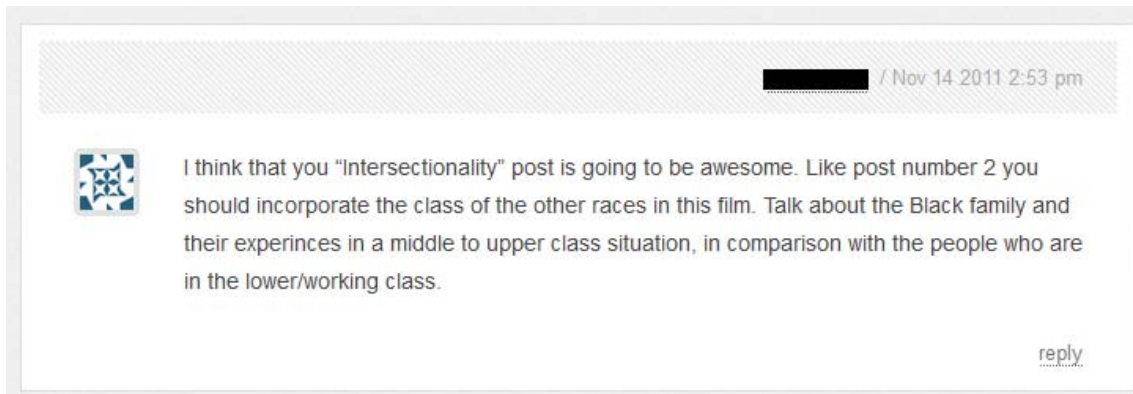 / Nov 14 2011 2:53 pm
I think that you “Intersectionality” post is going to be awesome. Like post number 2 you
should incorporate the class of the other races in this film. Talk about the Black family and
their experinces in a middle to upper class situation, in comparison with the people who are
in the lower/working class.
reply